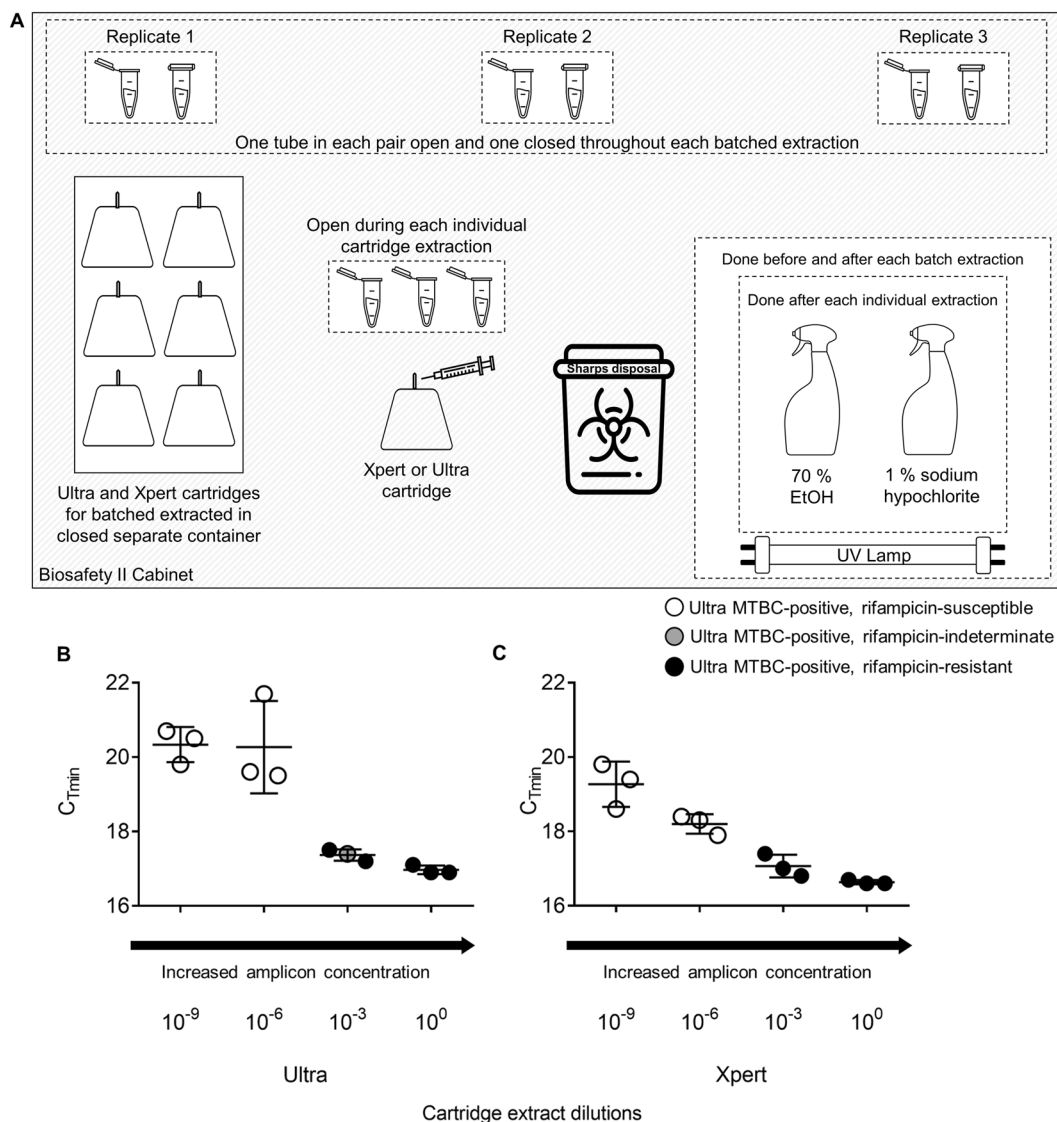 A
Replicate 1
Replicate 2
Replicate 3
One tube in each pair open and one closed throughout each batched extraction
Ultra and Xpert cartridges
for batched extracted in
closed separate container
Open during each individual
cartridge extraction
Xpert or Ultra
cartridge
Sharps disposal
Done before and after each batch extraction
Done after each individual extraction
70 %
EtOH
1 % sodium
hypochlorite
UV Lamp
Biosafety II Cabinet
Ultra MTBC-positive, rifampicin-susceptible
Ultra MTBC-positive, rifampicin-indeterminate
Ultra MTBC-positive, rifampicin-resistant
B
22
20
18
16
CTmin
Increased amplicon concentration
10-9
10-6
10-3
100
Ultra
C
22
20
18
16
CTmin
Increased amplicon concentration
10-9
10-6
10-3
100
Xpert
Cartridge extract dilutions